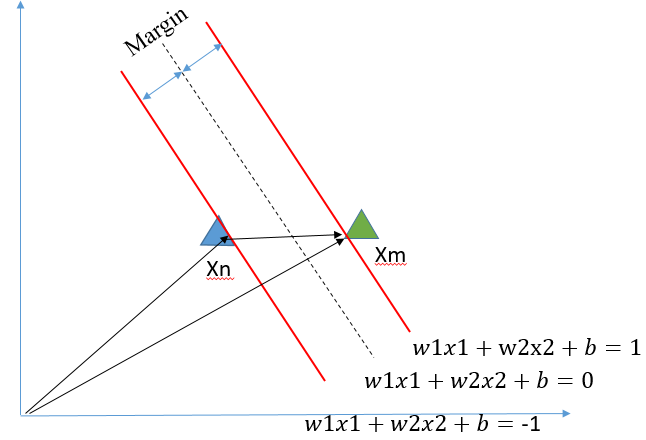 Margin
Xn
Xm
w1x1 + w2x2 + b = 1
w1x1 + w2x2 + b = 0
w1x1 + w2x2 + b = -1